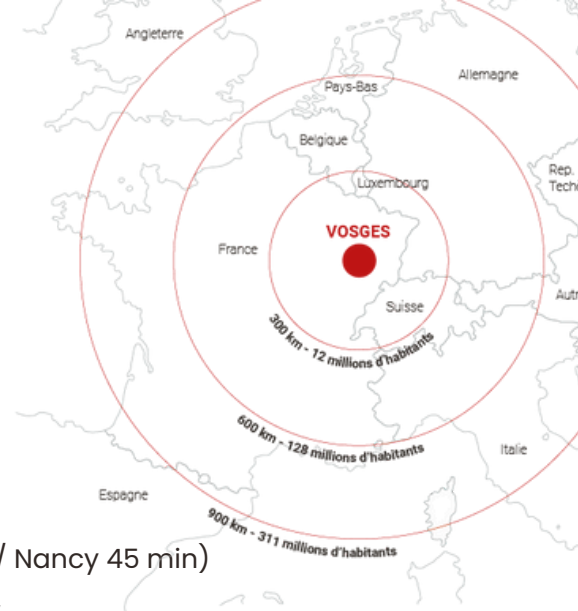 Angleterre
Allemagne
Pays-Bas
Belgique
Rep.
Tech
Luxembourg
VOSGES
France
Autr
Suisse
300 km - 12 millions d'habitants
600 km - 128 millions d'habitants
Italie
Espagne
900 km - 311 millions d'habitants
/ Nancy 45 min)